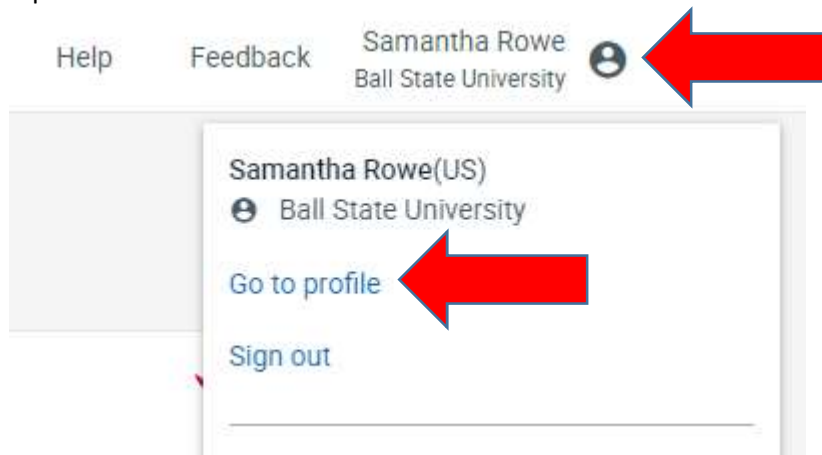 Help Feedback Samantha Rowe
Ball State University
Samantha Rowe(US)
Ball State University
Go to profile
Sign out